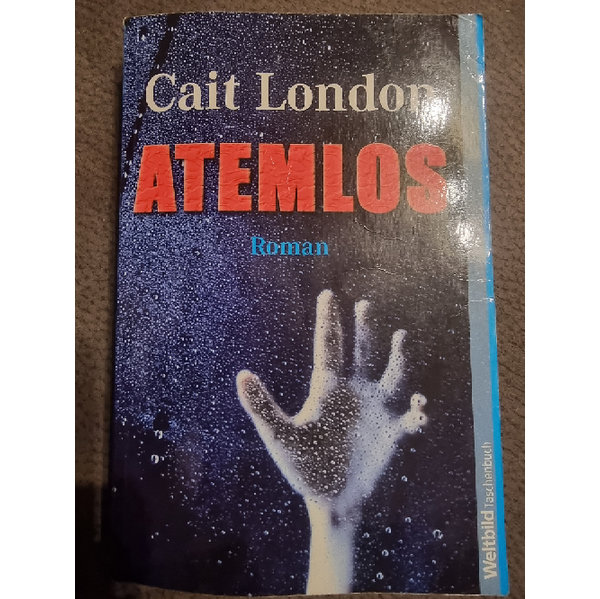 Cait London
ATEMLOS
Roman
Weltbild Taschenbuch